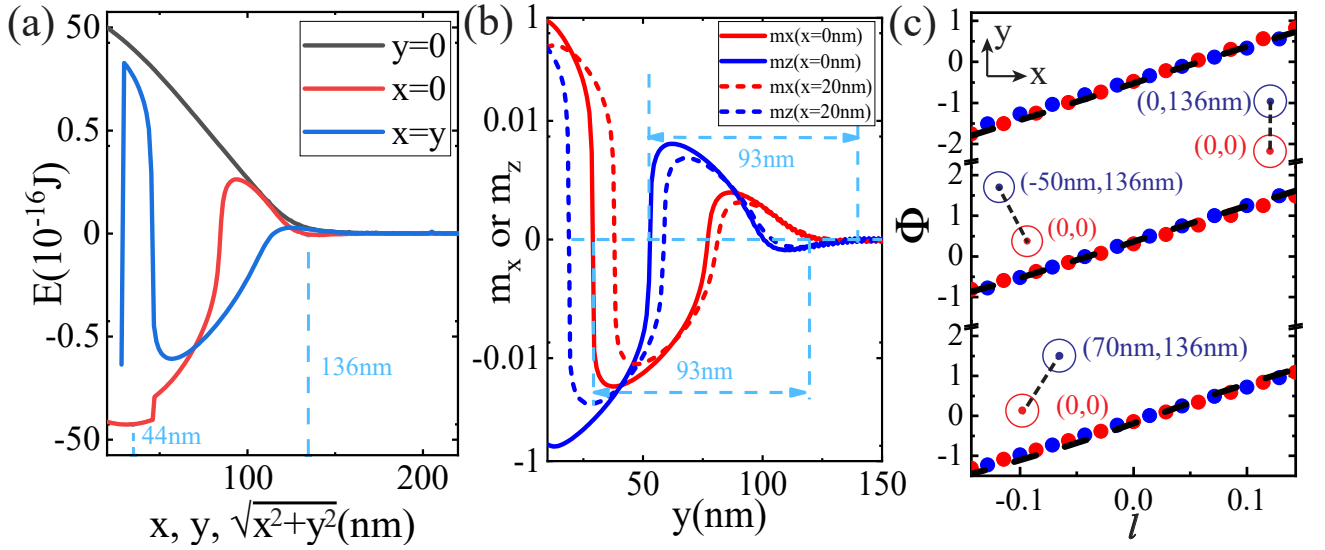 (a)
50
0.5
0
-0.5
-50
E(10⁻¹⁶J)
y=0
x=0
x=y
136nm
44nm
100
200
x, y, √x²+y²(nm)
(b)
1
0.01
0
-0.01
-1
mₓ or m_z
mx(x=0nm)
mz(x=0nm)
mx(x=20nm)
mz(x=20nm)
93nm
93nm
50
100
150
y(nm)
(c)
Φ
1
0
-1
-2
y
x
(0,136nm)
(0,0)
2
1
0
-1
(-50nm,136nm)
(0,0)
2
1
0
-1
(70nm,136nm)
(0,0)
-0.1
0.0
0.1
l